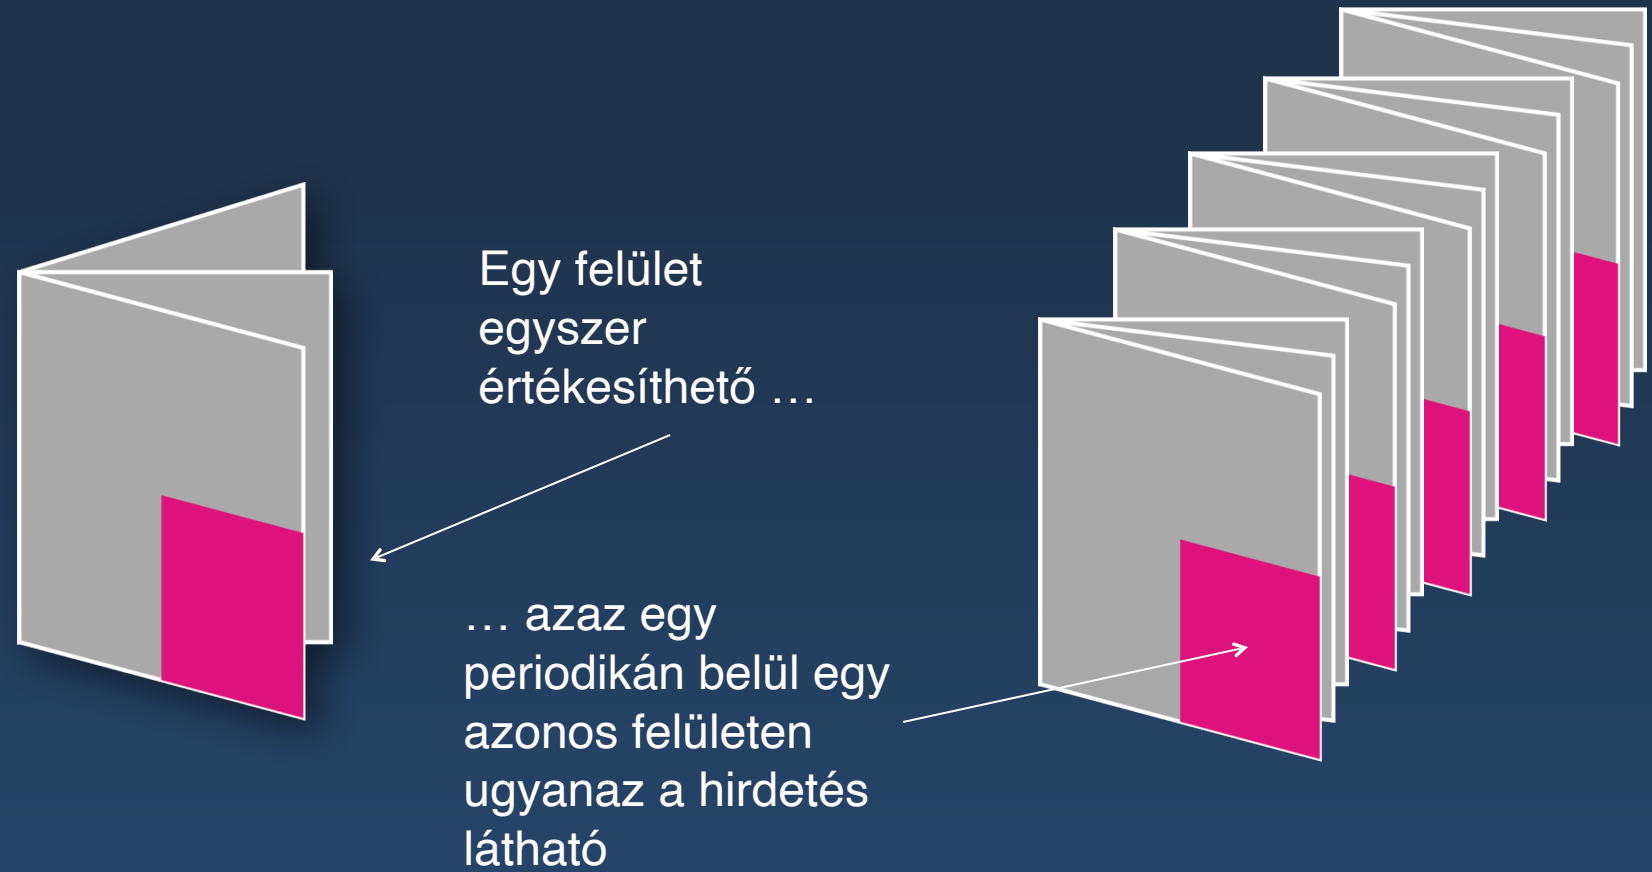 Egy felület
egyszer
értékesíthető …
… azaz egy
periodikán belül egy
azonos felületen
ugyanaz a hirdetés
látható